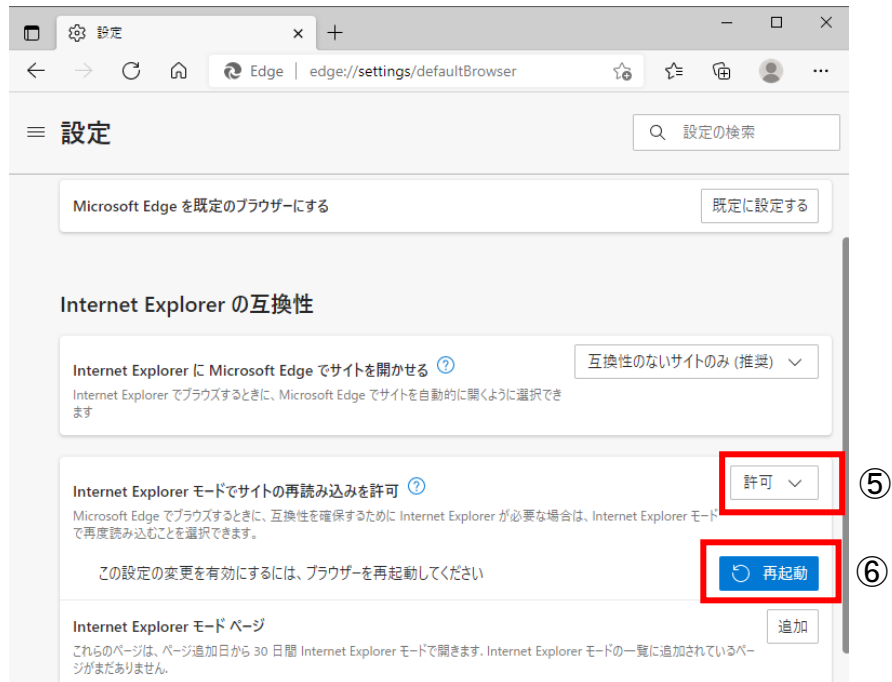 設定
Edge | edge://settings/defaultBrowser
設定
設定の検索
Microsoft Edge を既定のブラウザーにする
既定に設定する
Internet Explorer の互換性
Internet Explorer に Microsoft Edge でサイトを開かせる
互換性のないサイトのみ (推奨)
Internet Explorer でブラウズするときに、Microsoft Edge でサイトを自動的に開くように選択でき
ます
Internet Explorer モードでサイトの再読み込みを許可
許可
⑤
Microsoft Edge でブラウズするときに、互換性を確保するために Internet Explorer が必要な場合は、Internet Explorer モード
で再度読み込むことを選択できます。
この設定の変更を有効にするには、ブラウザーを再起動してください
再起動
⑥
Internet Explorer モード ページ
追加
これらのページは、ページ追加日から 30 日間 Internet Explorer モードで開きます. Internet Explorer モードの一覧に追加されているペー
ジがまだありません.